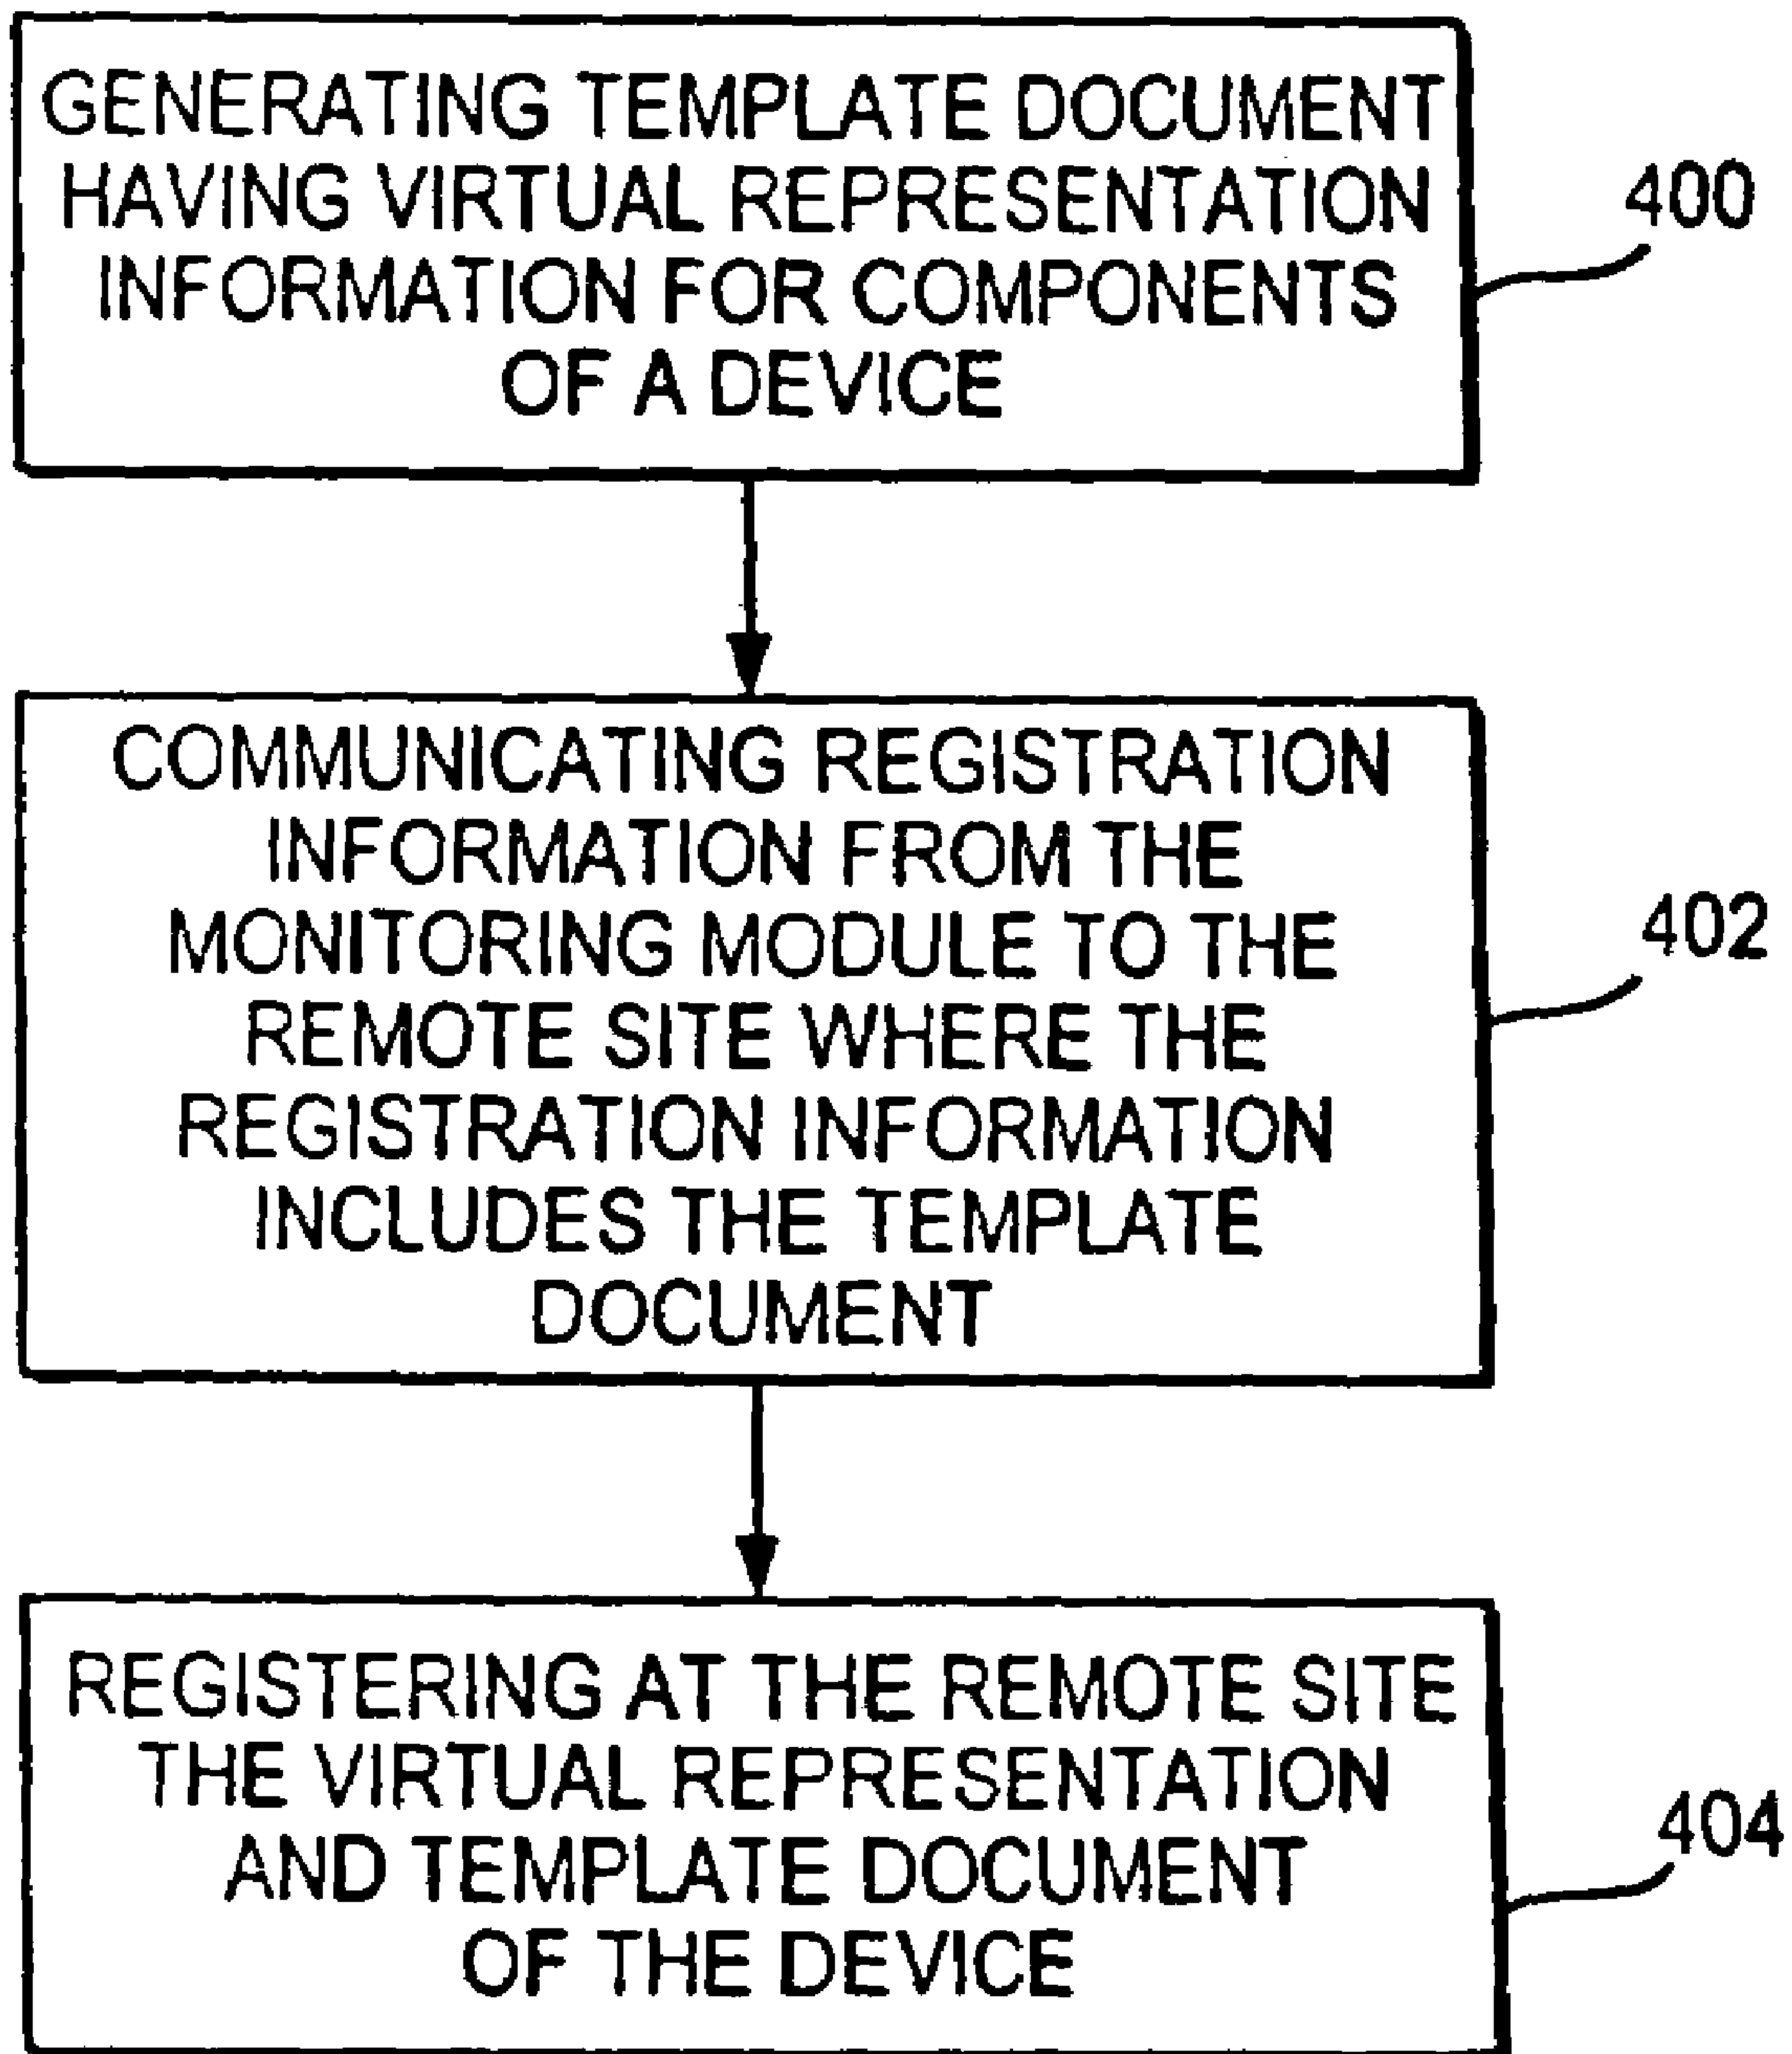 GENERATING TEMPLATE DOCUMENT
HAVING VIRTUAL REPRESENTATION
INFORMATION FOR COMPONENTS
OF A DEVICE
400
COMMUNICATING REGISTRATION
INFORMATION FROM THE
MONITORING MODULE TO THE
REMOTE SITE WHERE THE
REGISTRATION INFORMATION
INCLUDES THE TEMPLATE
DOCUMENT
402
REGISTERING AT THE REMOTE SITE
THE VIRTUAL REPRESENTATION
AND TEMPLATE DOCUMENT
OF THE DEVICE
404